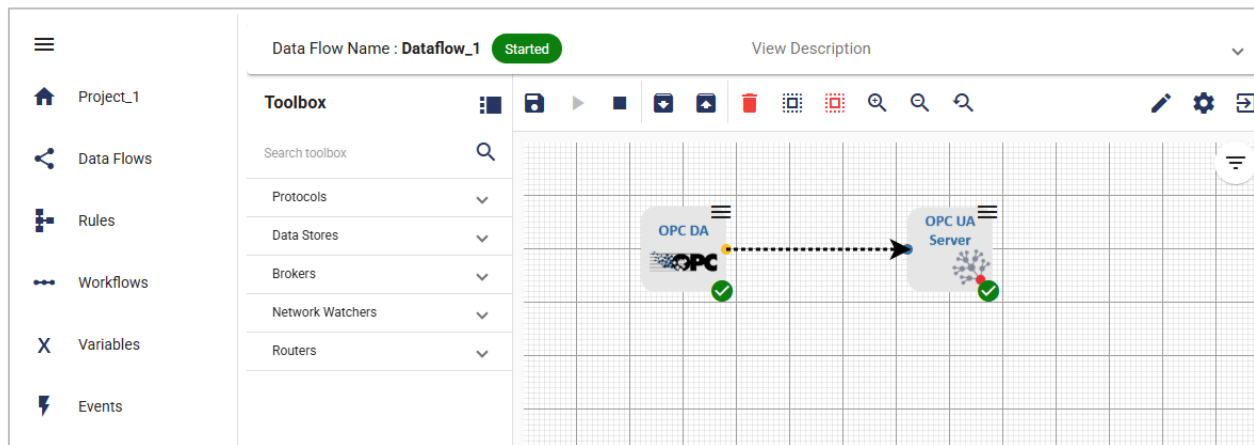 Data Flow Name : Dataflow_1 Started View Description
Project_1
Data Flows
Rules
Workflows
Variables
Events
Toolbox
Search toolbox
Protocols
Data Stores
Brokers
Network Watchers
Routers
OPC DA
OPC
OPC UA
Server